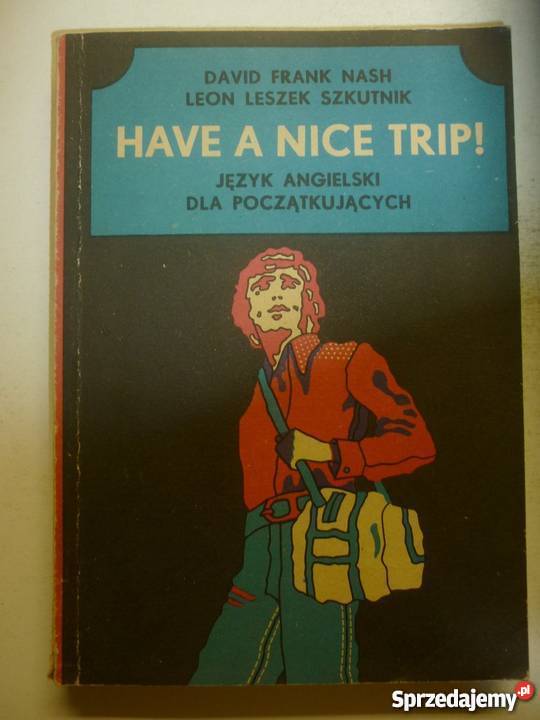 DAVID FRANK NASH
LEON LESZEK SZKUTNIK
HAVE A NICE TRIP!
JĘZYK ANGIELSKI
DLA POCZĄTKUJĄCYCH
Sprzedajemy.pl